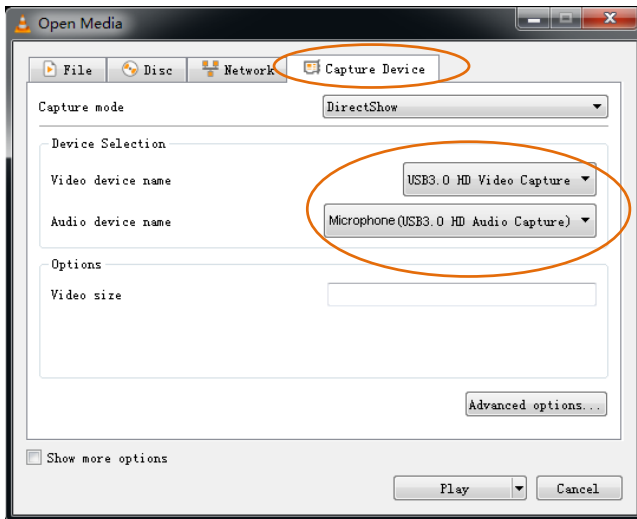 Open Media
File Disc Network Capture Device
Capture mode DirectShow
Device Selection
Video device name USB3.0 HD Video Capture
Audio device name Microphone (USB3.0 HD Audio Capture)
Options
Video size
Advanced options...
Show more options
Play Cancel